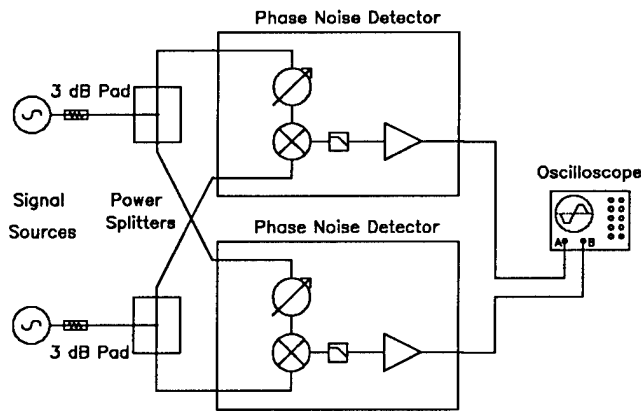 Phase Noise Detector
3 dB Pad
Oscilloscope
Signal
Sources
Power
Splitters
A
B
Phase Noise Detector
3 dB Pad